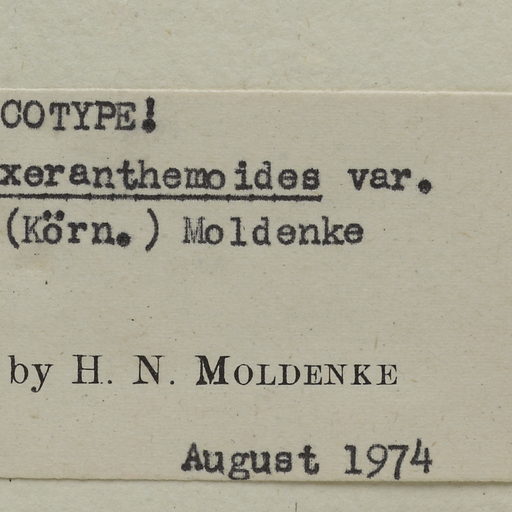 COTYPE!
xeranthemoides var.
(Körn.) Moldenke
by H. N. MOLDENKE
August 1974